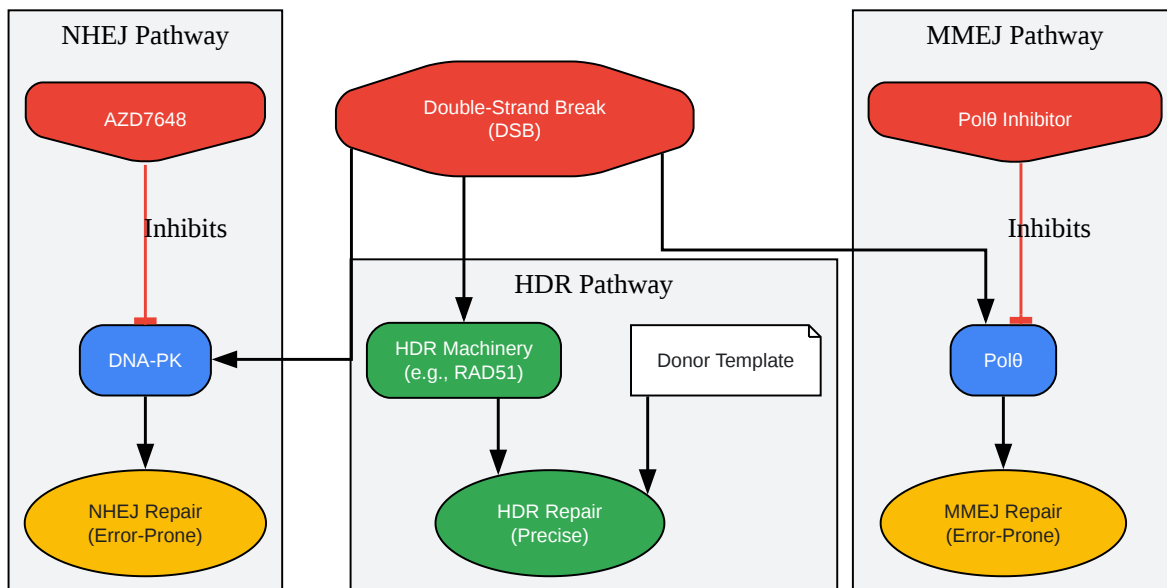 NHEJ Pathway
AZD7648
Inhibits
DNA-PK
NHEJ Repair
(Error-Prone)
Double-Strand Break
(DSB)
HDR Pathway
HDR Machinery
(e.g., RAD51)
Donor Template
HDR Repair
(Precise)
MMEJ Pathway
Polθ Inhibitor
Inhibits
Polθ
MMEJ Repair
(Error-Prone)